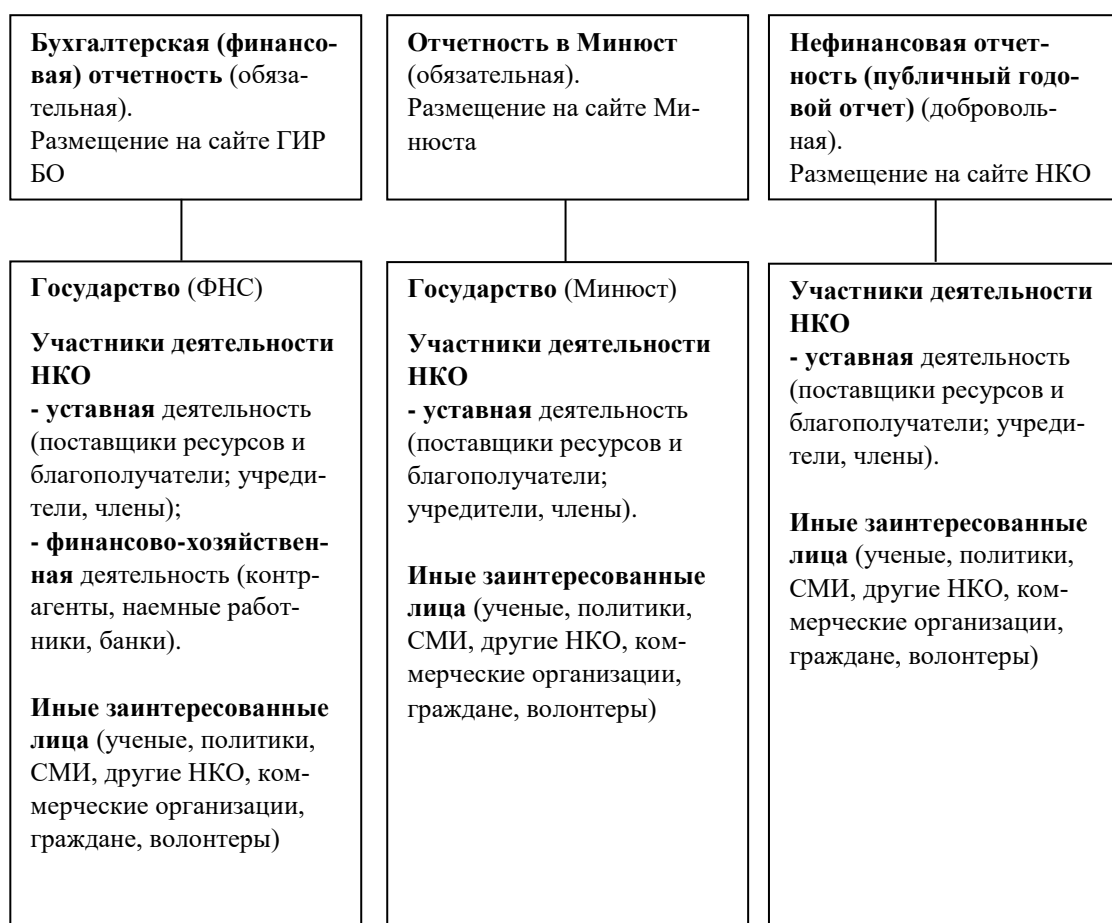 Бухгалтерская (финансо-
вая) отчетность (обяза-
тельная).
Размещение на сайте ГИР
БО
Отчетность в Минюст
(обязательная).
Размещение на сайте Ми-
нюста
Нефинансовая отчет-
ность (публичный годо-
вой отчет) (доброволь-
ная).
Размещение на сайте НКО
Государство (ФНС)
Участники деятельности
НКО
- уставная деятельность
(поставщики ресурсов и
благополучатели; учреди-
тели, члены);
- финансово-хозяйствен-
ная деятельность (контр-
агенты, наемные работ-
ники, банки).
Иные заинтересованные
лица (ученые, политики,
СМИ, другие НКО, ком-
мерческие организации,
граждане, волонтеры)
Государство (Минюст)
Участники деятельности
НКО
- уставная деятельность
(поставщики ресурсов и
благополучатели;
учредители, члены).
Иные заинтересованные
лица (ученые, политики,
СМИ, другие НКО, ком-
мерческие организации,
граждане, волонтеры)
Участники деятельности
НКО
- уставная деятельность
(поставщики ресурсов и
благополучатели; учреди-
тели, члены).
Иные заинтересованные
лица (ученые, политики,
СМИ, другие НКО, ком-
мерческие организации,
граждане, волонтеры)